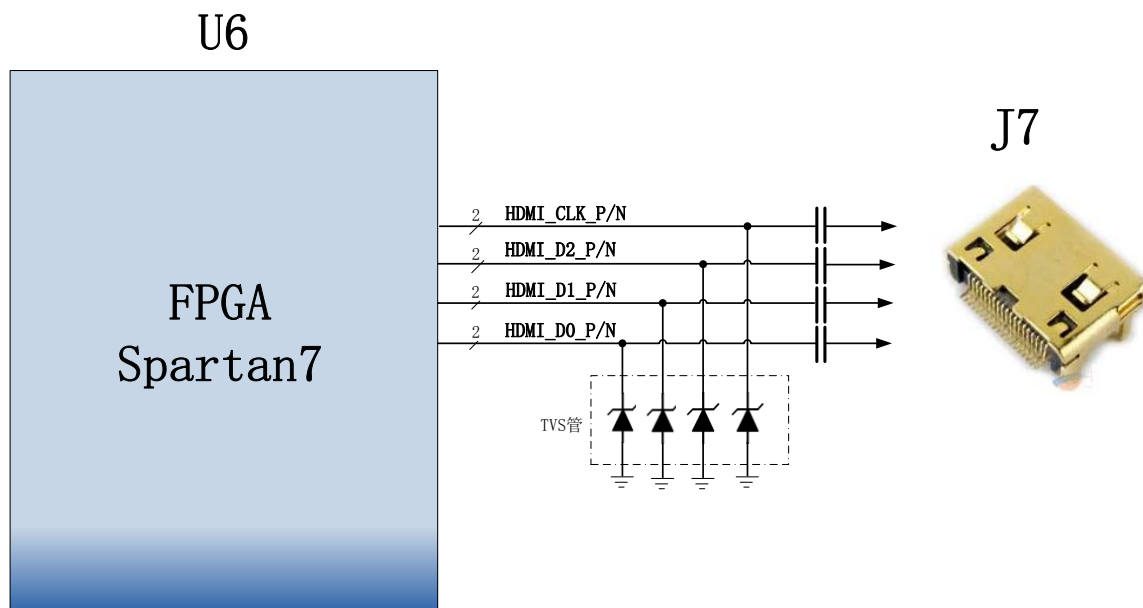 U6
J7
2 HDMI_CLK_P/N
2 HDMI_D2_P/N
2 HDMI_D1_P/N
2 HDMI_D0_P/N
FPGA
Spartan7
TVS管